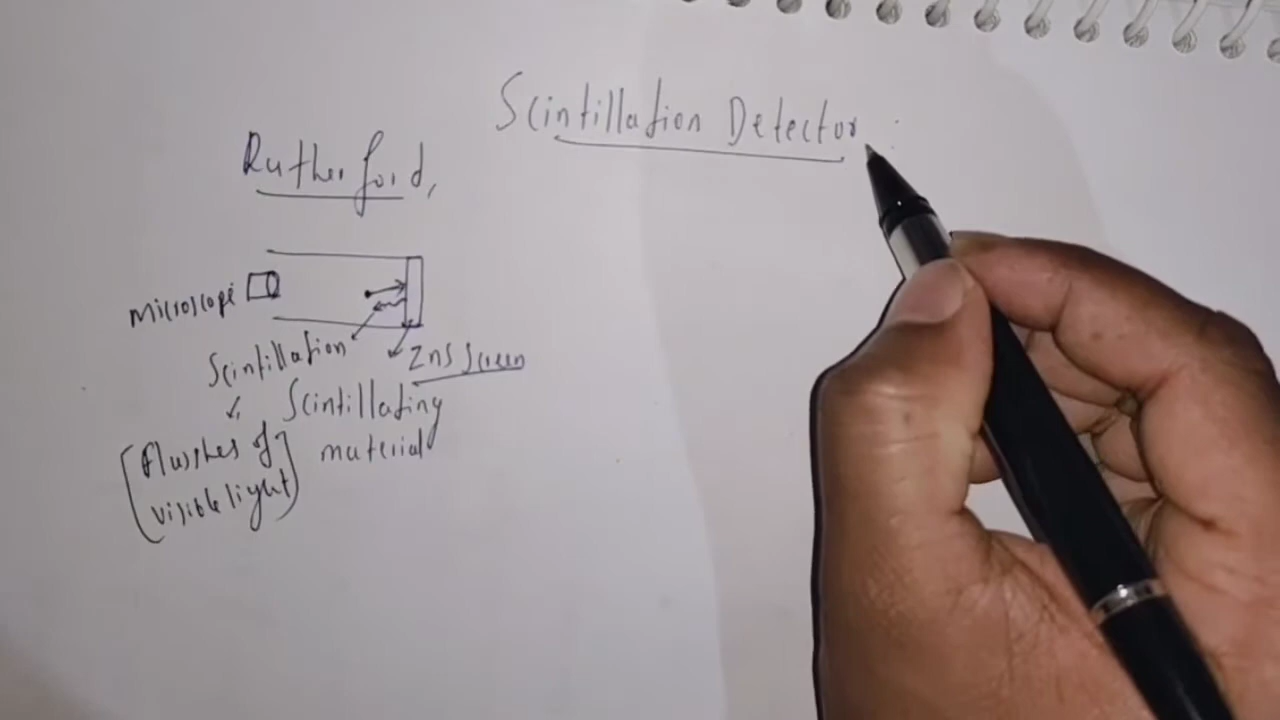 Scintillation Detector :
Rutherford,
Microscope
Scintillation
ZnS Screen
Scintillating
material
[flashes of
visible light]